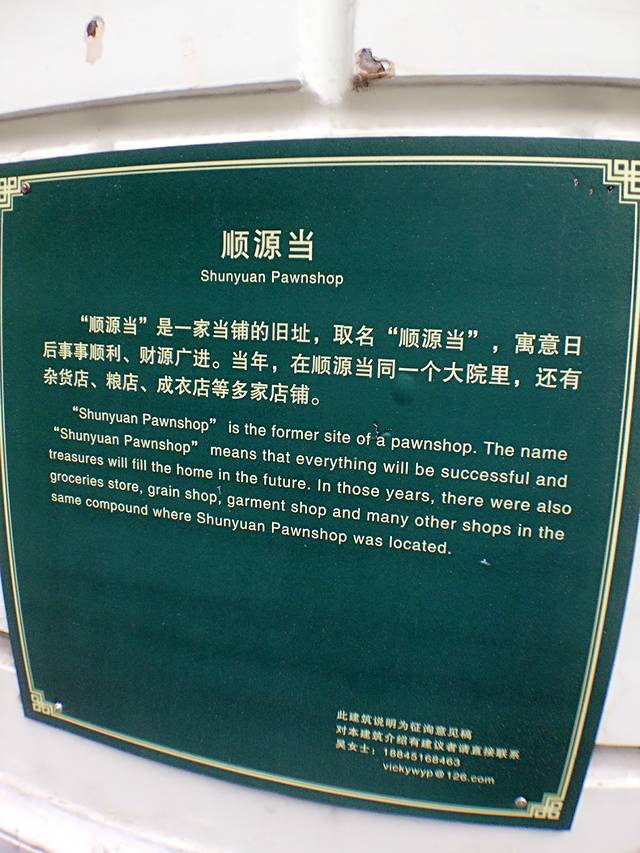 顺源当
Shunyuan Pawnshop
“顺源当”是一家当铺的旧址，取名“顺源当”，寓意日
后事事顺利、财源广进。当年，在顺源当同一个大院里，还有
杂货店、粮店、成衣店等多家店铺。
“Shunyuan Pawnshop” is the former site of a pawnshop. The name
“Shunyuan Pawnshop” means that everything will be successful and
treasures will fill the home in the future. In those years, there were also
groceries store, grain shop, garment shop and many other shops in the
same compound where Shunyuan Pawnshop was located.
此建筑说明为征询意见稿
对本建筑介绍有建议者请直接联系
吴女士：18845168463
vickywyp@126.com